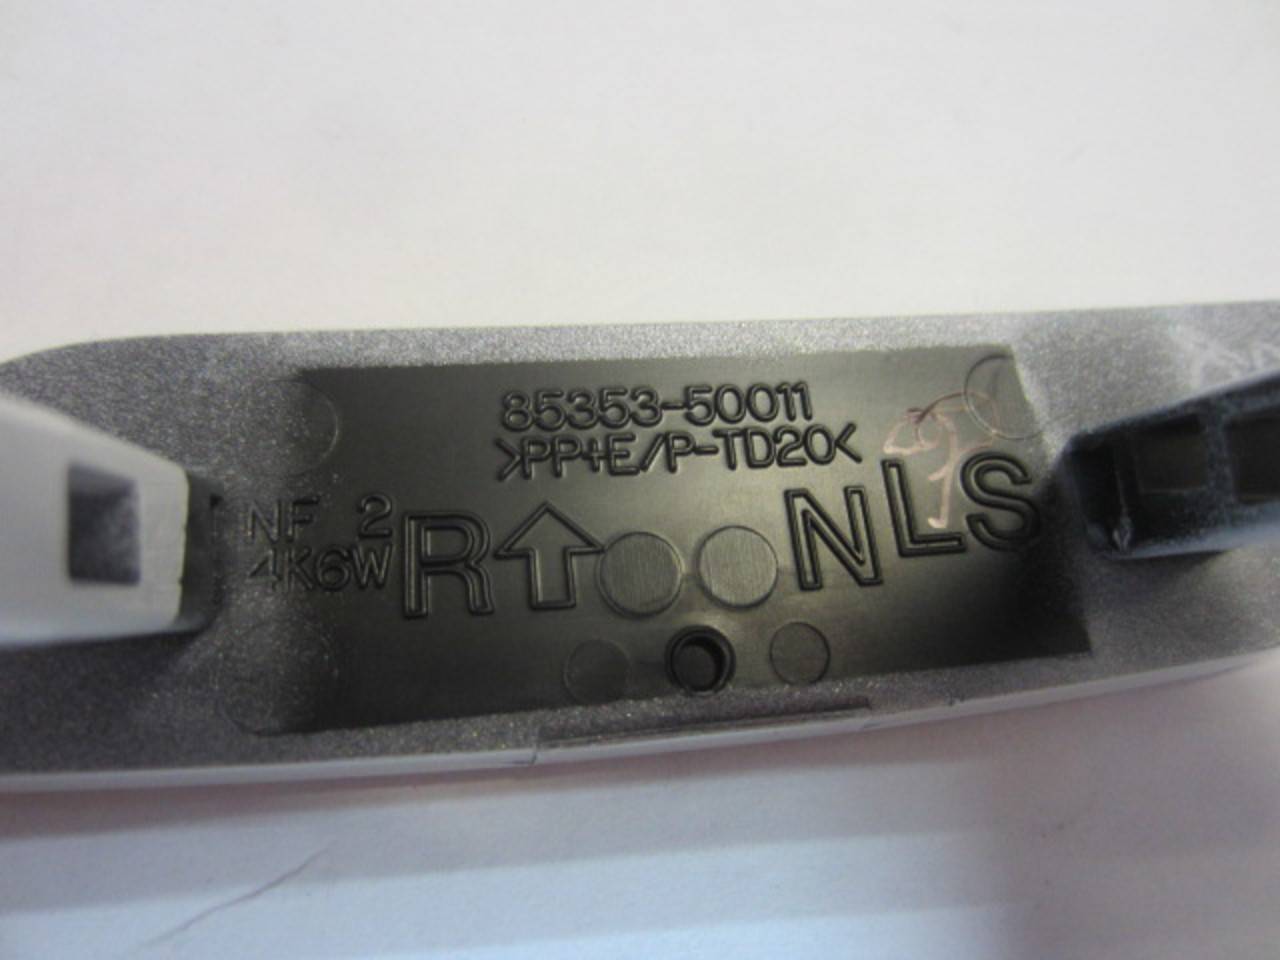 85353-50011
>PP+E/P-TD20<
NF 2
4K6W
R NLS